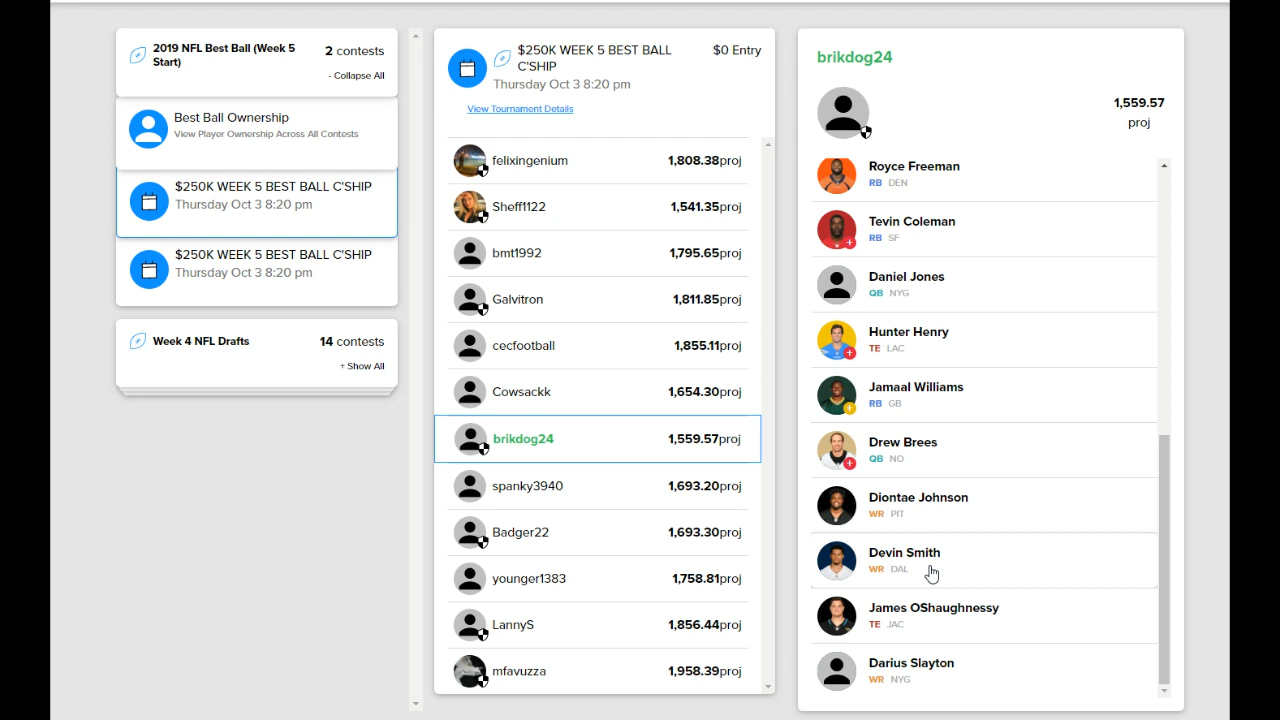 2019 NFL Best Ball (Week 5
Start)
2 contests
- Collapse All
Best Ball Ownership
View Player Ownership Across All Contests
$250K WEEK 5 BEST BALL C'SHIP
Thursday Oct 3 8:20 pm
$250K WEEK 5 BEST BALL C'SHIP
Thursday Oct 3 8:20 pm
Week 4 NFL Drafts
14 contests
+ Show All
$250K WEEK 5 BEST BALL
C'SHIP
$0 Entry
Thursday Oct 3 8:20 pm
View Tournament Details
felixingenium 1,808.38proj
Sheff1122 1,541.35proj
bmt1992 1,795.65proj
Galvitron 1,811.85proj
cecfootball 1,855.11proj
Cowsackk 1,654.30proj
brikdog24 1,559.57proj
spanky3940 1,693.20proj
Badger22 1,693.30proj
younger1383 1,758.81proj
LannyS 1,856.44proj
mfavuzza 1,958.39proj
brikdog24
1,559.57
proj
Royce Freeman
RB DEN
Tevin Coleman
RB SF
Daniel Jones
QB NYG
Hunter Henry
TE LAC
Jamaal Williams
RB GB
Drew Brees
QB NO
Diontae Johnson
WR PIT
Devin Smith
WR DAL
James OShaughnessy
TE JAC
Darius Slayton
WR NYG